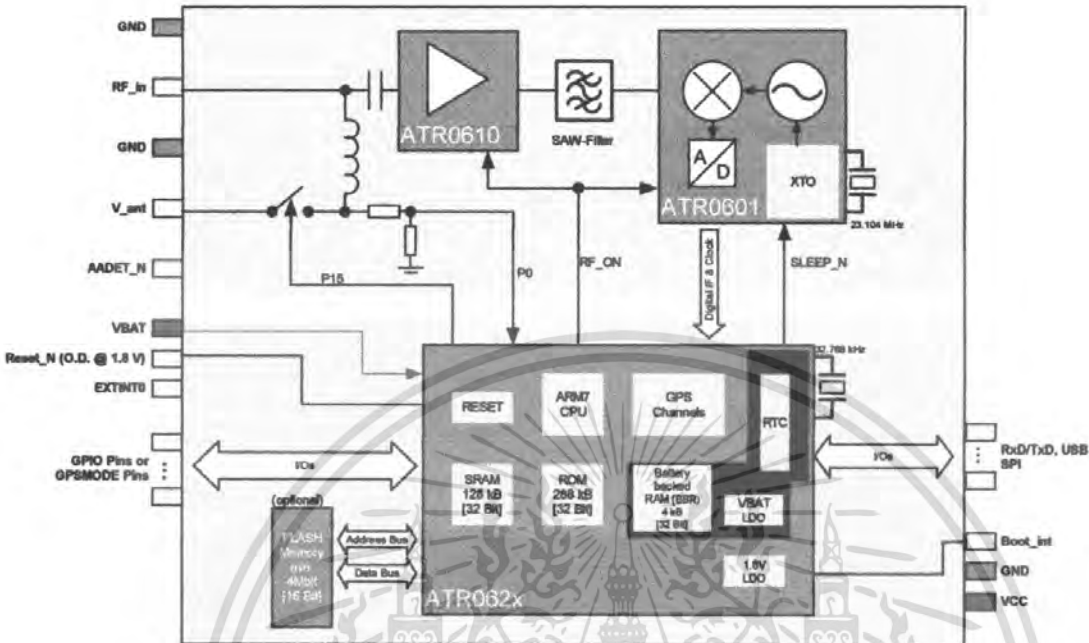 GND
RF_in
GND
V_ant
AADET_N
VBAT
Reset_N (O.D. @ 1.8 V)
EXTINT0
GPIO Pins or
GPSMODE Pins
ATR0610
SAW-Filter
A
D
XTO
ATR0601
23.104 MHz
P15
P0
RF_ON
Digital IF & Clock
SLEEP_N
32.768 kHz
RESET
ARM7
CPU
GPS
Channels
RTC
I/Os
SRAM
128 kB
[32 Bit]
ROM
288 kB
[32 Bit]
Battery
backed
RAM (BBR)
4 kB
[32 Bit]
VBAT
LDO
1.8V
LDO
ATR062x
(optional)
FLASH
Memory
4Mbit
[16 Bit]
Address Bus
Data Bus
I/Os
RxD/TxD, USB
SPI
Boot_int
GND
VCC